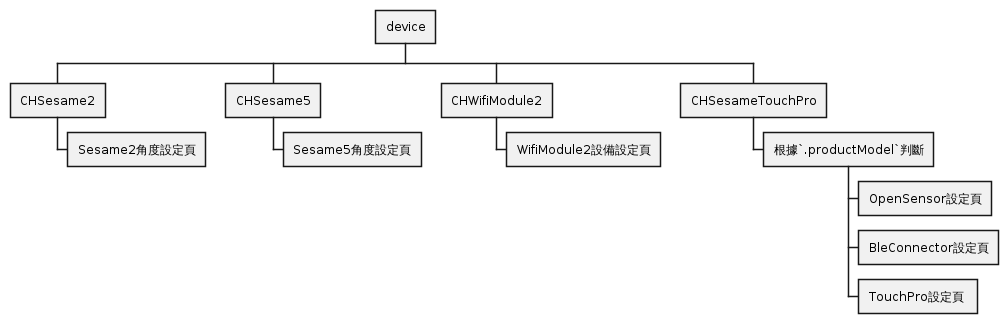 device
CHSesame2
CHSesame5
CHWifiModule2
CHSesameTouchPro
Sesame2角度設定頁
Sesame5角度設定頁
WifiModule2設備設定頁
根據`.productModel`判斷
OpenSensor設定頁
BleConnector設定頁
TouchPro設定頁